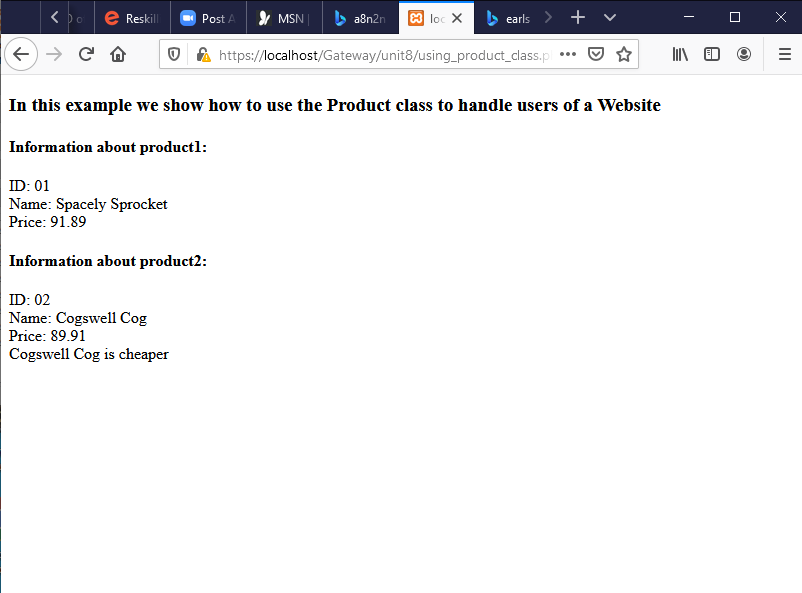 Reskill
Post A
MSN
a8n2n
loc
earls
https://localhost/Gateway/unit8/using_product_class.p
In this example we show how to use the Product class to handle users of a Website
Information about product1:
ID: 01
Name: Spacely Sprocket
Price: 91.89
Information about product2:
ID: 02
Name: Cogswell Cog
Price: 89.91
Cogswell Cog is cheaper